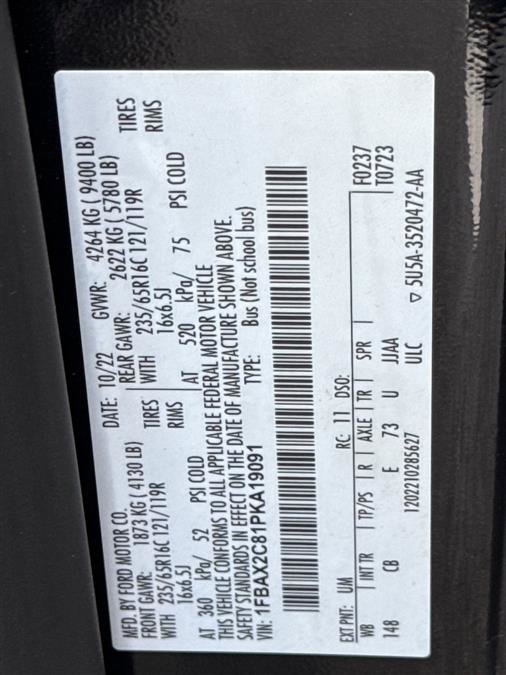 MFD. BY FORD MOTOR CO. DATE: 10/22 GVWR: 4264 KG ( 9400 LB)
FRONT GAWR: 1873 KG ( 4130 LB) REAR GAWR: 2622 KG ( 5780 LB)
WITH 235/65R16C 121/119R TIRES WITH 235/65R16C 121/119R TIRES
16x6.5J RIMS 16x6.5J RIMS
AT 360 kPa/ 52 PSI COLD AT 520 kPa/ 75 PSI COLD
THIS VEHICLE CONFORMS TO ALL APPLICABLE FEDERAL MOTOR VEHICLE
SAFETY STANDARDS IN EFFECT ON THE DATE OF MANUFACTURE SHOWN ABOVE.
VIN: 1FBAX2C81PKA19091 TYPE: Bus (Not school bus)
EXT PNT: UM RC: 11 DSO: F0237
WB INT TR TP/PS R AXLE TR SPR T0723
148 CB E 73 U JJAA
1202210285627 ULC ▽ 5U5A-3520472-AA